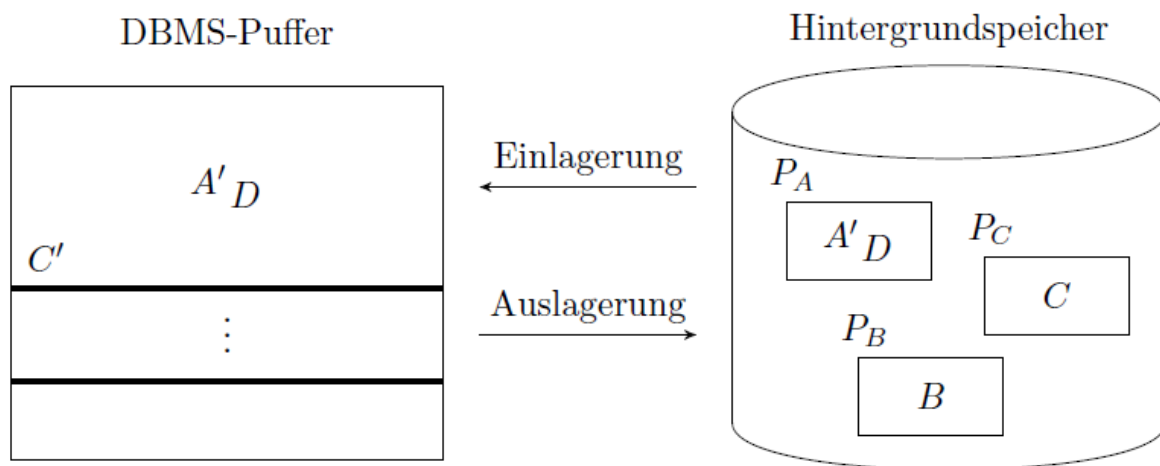 DBMS-Puffer
A′ D
C′
⋮
Einlagerung
Auslagerung
Hintergrundspeicher
P_A
A′ D
P_C
C
P_B
B